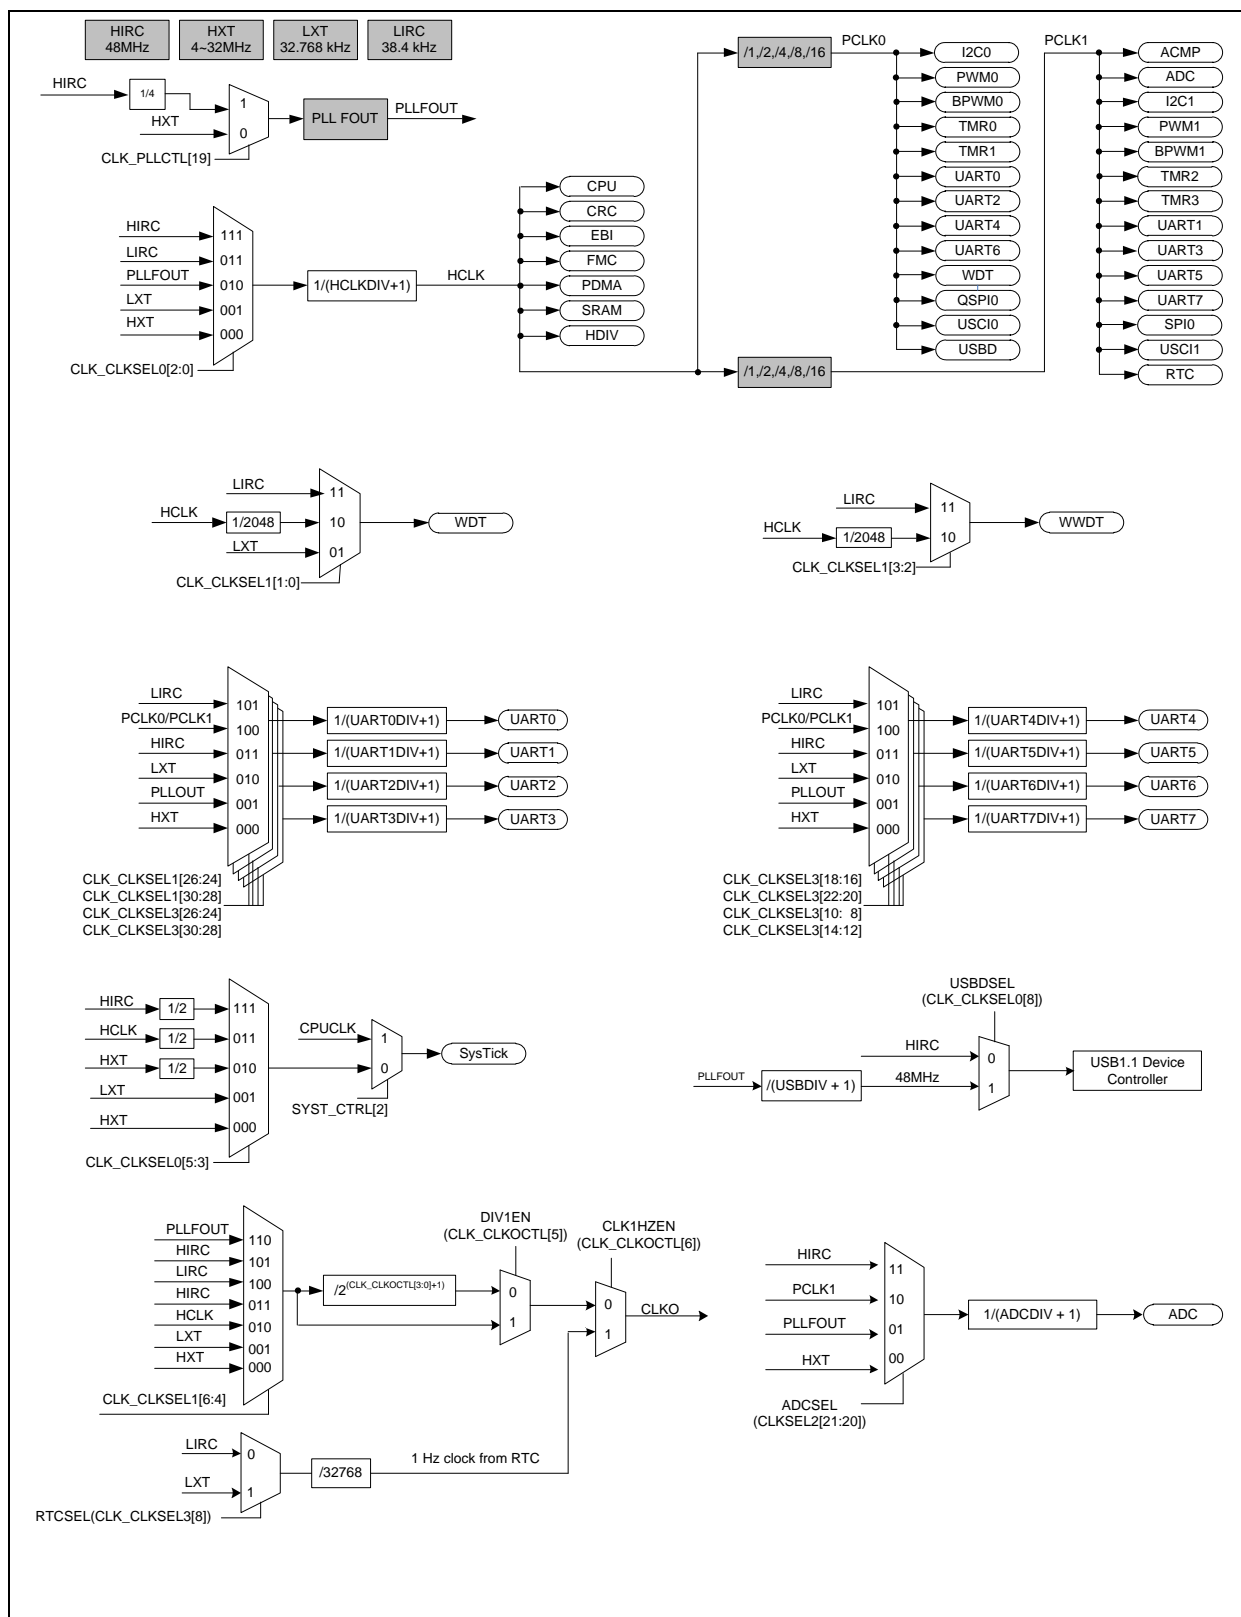 HIRC
48MHz
HXT
4~32MHz
LXT
32.768 kHz
LIRC
38.4 kHz
HIRC
1/4
HXT
1
0
PLL FOUT
PLLFOUT
CLK_PLLCTL[19]
HIRC
LIRC
PLLFOUT
LXT
HXT
111
011
010
001
000
CLK_CLKSEL0[2:0]
1/(HCLKDIV+1)
HCLK
CPU
CRC
EBI
FMC
PDMA
SRAM
HDIV
/1,/2,/4,/8,/16
PCLK0
I2C0
PWM0
BPWM0
TMR0
TMR1
UART0
UART2
UART4
UART6
WDT
QSPI0
USCI0
USBD
/1,/2,/4,/8,/16
PCLK1
ACMP
ADC
I2C1
PWM1
BPWM1
TMR2
TMR3
UART1
UART3
UART5
UART7
SPI0
USCI1
RTC
LIRC
HCLK
1/2048
LXT
11
10
01
CLK_CLKSEL1[1:0]
WDT
LIRC
HCLK
1/2048
11
10
CLK_CLKSEL1[3:2]
WWDT
LIRC
PCLK0/PCLK1
HIRC
LXT
PLLOUT
HXT
101
100
011
010
001
000
1/(UART0DIV+1)
UART0
1/(UART1DIV+1)
UART1
1/(UART2DIV+1)
UART2
1/(UART3DIV+1)
UART3
CLK_CLKSEL1[26:24]
CLK_CLKSEL1[30:28]
CLK_CLKSEL3[26:24]
CLK_CLKSEL3[30:28]
LIRC
PCLK0/PCLK1
HIRC
LXT
PLLOUT
HXT
101
100
011
010
001
000
1/(UART4DIV+1)
UART4
1/(UART5DIV+1)
UART5
1/(UART6DIV+1)
UART6
1/(UART7DIV+1)
UART7
CLK_CLKSEL3[18:16]
CLK_CLKSEL3[22:20]
CLK_CLKSEL3[10: 8]
CLK_CLKSEL3[14:12]
HIRC
1/2
HCLK
1/2
HXT
1/2
LXT
HXT
111
011
010
001
000
CLK_CLKSEL0[5:3]
CPUCLK
1
0
SYST_CTRL[2]
SysTick
USBDSEL
(CLK_CLKSEL0[8])
HIRC
PLLFOUT
/(USBDIV + 1)
48MHz
0
1
USB1.1 Device
Controller
PLLFOUT
HIRC
LIRC
HIRC
HCLK
LXT
HXT
110
101
100
011
010
001
000
CLK_CLKSEL1[6:4]
/2(CLK_CLKOCTL[3:0]+1)
DIV1EN
(CLK_CLKOCTL[5])
0
1
CLK1HZEN
(CLK_CLKOCTL[6])
0
1
CLKO
LIRC
LXT
0
1
/32768
1 Hz clock from RTC
RTCSEL(CLK_CLKSEL3[8])
HIRC
PCLK1
PLLFOUT
HXT
11
10
01
00
ADCSEL
(CLKSEL2[21:20])
1/(ADCDIV + 1)
ADC